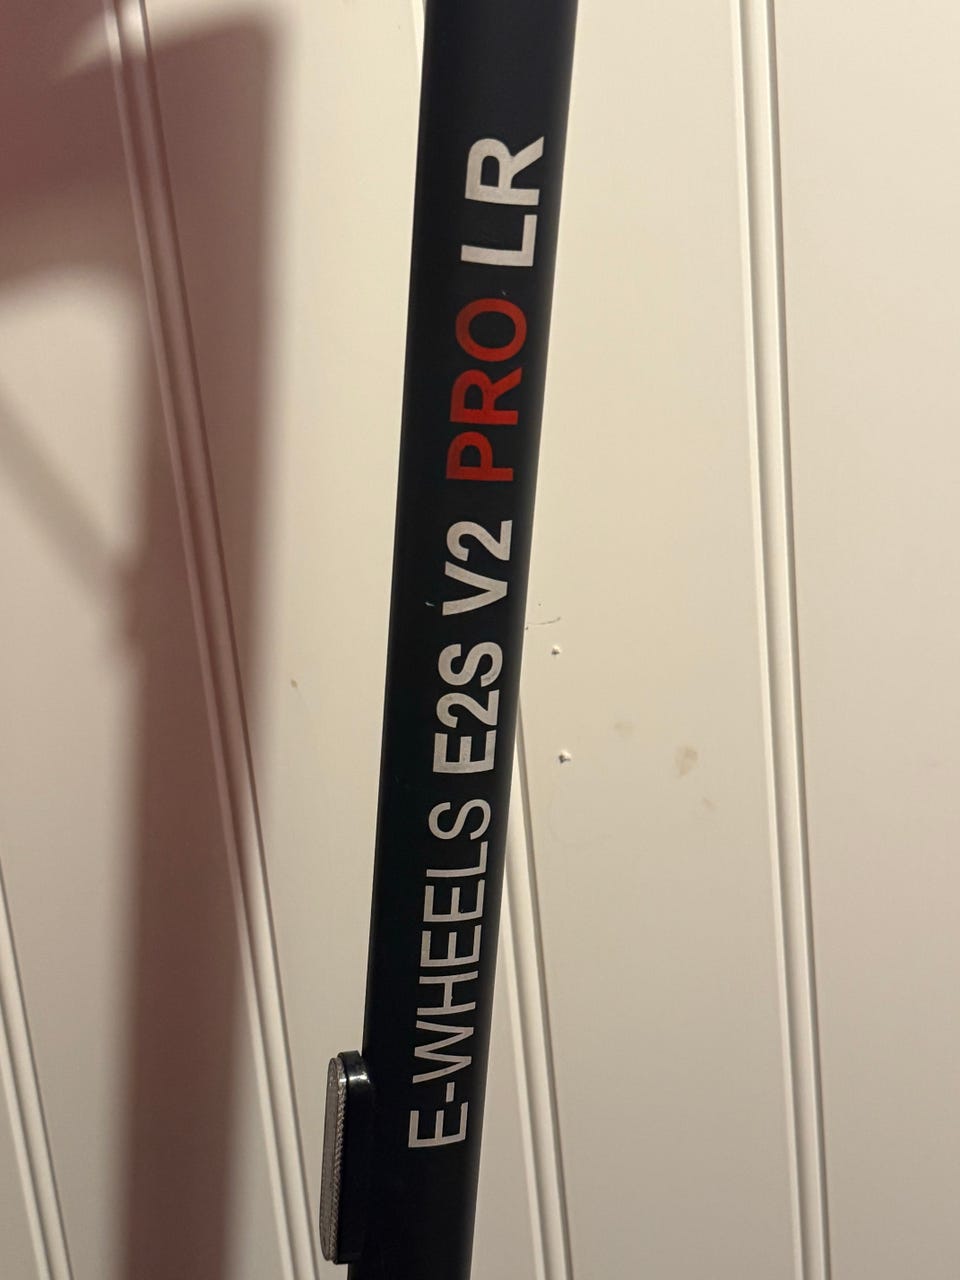 E-WHEELS E2S V2 PRO LR